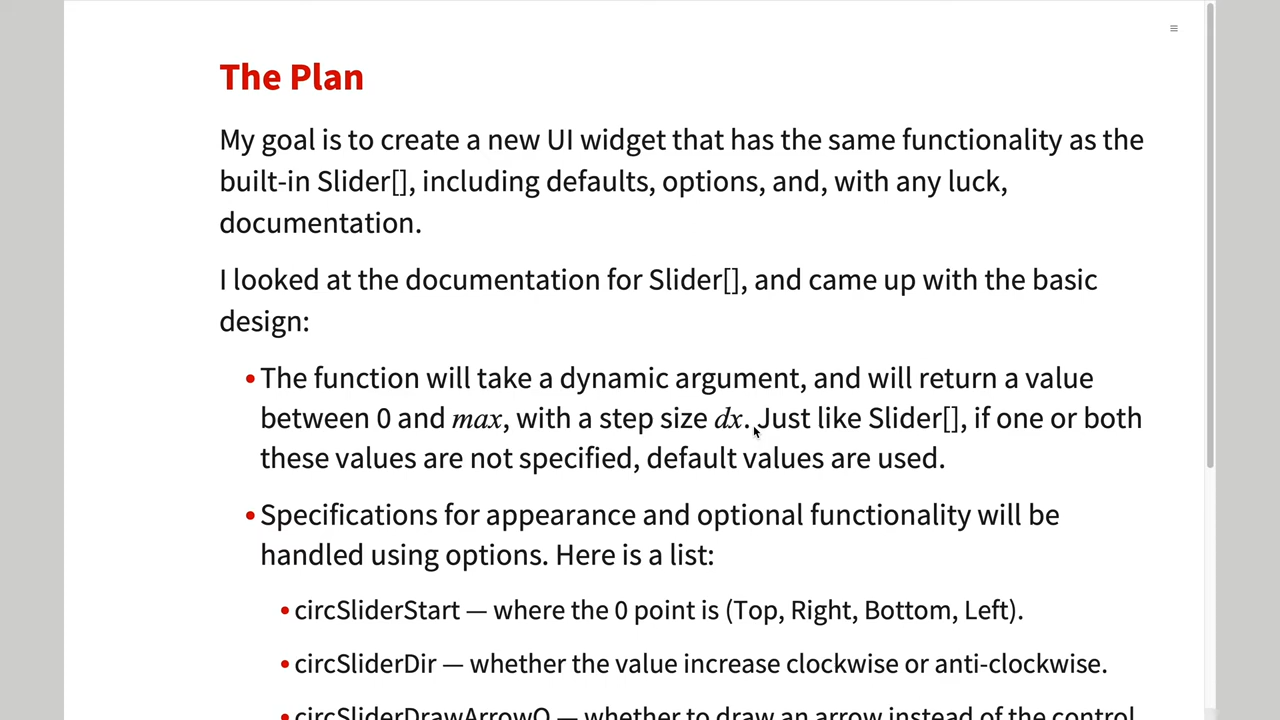 ≡
The Plan
My goal is to create a new UI widget that has the same functionality as the
built-in Slider[], including defaults, options, and, with any luck,
documentation.
I looked at the documentation for Slider[], and came up with the basic
design:
• The function will take a dynamic argument, and will return a value
between 0 and max, with a step size dx. Just like Slider[], if one or both
these values are not specified, default values are used.
• Specifications for appearance and optional functionality will be
handled using options. Here is a list:
• circSliderStart — where the 0 point is (Top, Right, Bottom, Left).
• circSliderDir — whether the value increase clockwise or anti-clockwise.
• circSliderDrawArrowQ — whether to draw an arrow instead of the control